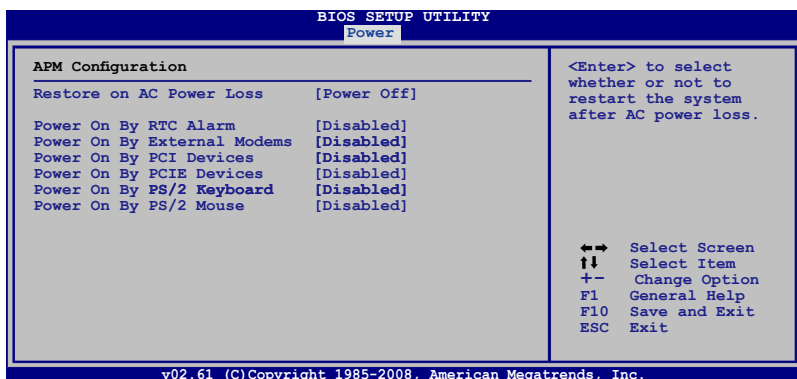 BIOS SETUP UTILITY
Power
APM Configuration
Restore on AC Power Loss [Power Off]
Power On By RTC Alarm [Disabled]
Power On By External Modems [Disabled]
Power On By PCI Devices [Disabled]
Power On By PCIE Devices [Disabled]
Power On By PS/2 Keyboard [Disabled]
Power On By PS/2 Mouse [Disabled]
<Enter> to select
whether or not to
restart the system
after AC power loss.
←→ Select Screen
↑↓ Select Item
+- Change Option
F1 General Help
F10 Save and Exit
ESC Exit
v02.61 (C)Copyright 1985-2008, American Megatrends, Inc.